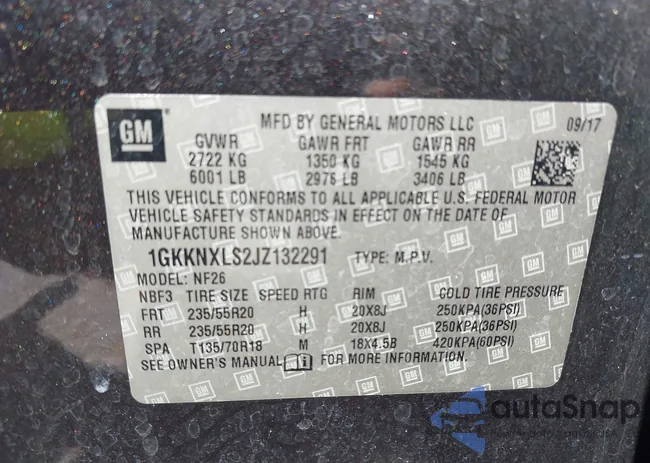 GM
MFD BY GENERAL MOTORS LLC 09/17
GVWR GAWR FRT GAWR RR
2722 KG 1350 KG 1545 KG
6001 LB 2976 LB 3406 LB
THIS VEHICLE CONFORMS TO ALL APPLICABLE U.S. FEDERAL MOTOR
VEHICLE SAFETY STANDARDS IN EFFECT ON THE DATE OF
MANUFACTURE SHOWN ABOVE.
1GKKNXLS2JZ132291 TYPE: M.P.V.
MODEL: NF26
NBF3 TIRE SIZE SPEED RTG RIM COLD TIRE PRESSURE
FRT 235/55R20 H 20X8J 250KPA(36PSI)
RR 235/55R20 H 20X8J 250KPA(36PSI)
SPA T135/70R18 M 18X4.5B 420KPA(60PSI)
SEE OWNER'S MANUAL FOR MORE INFORMATION.
autaSnap